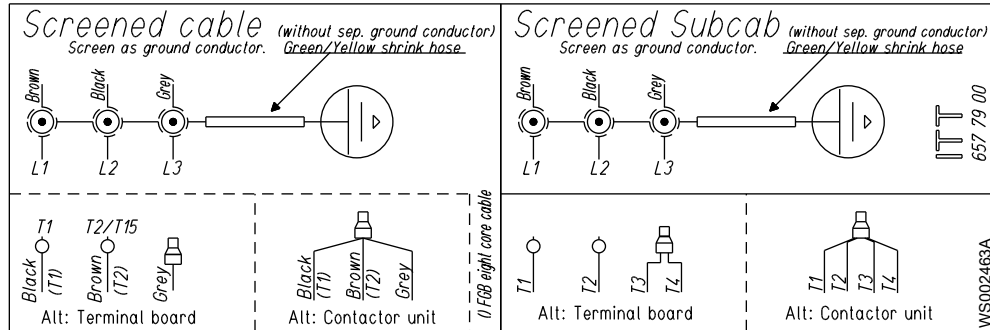 Screened cable (without sep. ground conductor)
Screen as ground conductor. Green/Yellow shrink hose
Brown
Black
Grey
L1
L2
L3
T1
T2/T15
Black
(T1)
Brown
(T2)
Grey
Alt: Terminal board
Black
(T1)
Brown
(T2)
Grey
Alt: Contactor unit
() FGB eight core cable
Screened Subcab (without sep. ground conductor)
Screen as ground conductor. Green/Yellow shrink hose
Brown
Black
Grey
L1
L2
L3
ITT
657 79 00
T1
T2
T3
T4
Alt: Terminal board
T1
T2
T3
T4
Alt: Contactor unit
WS002463A